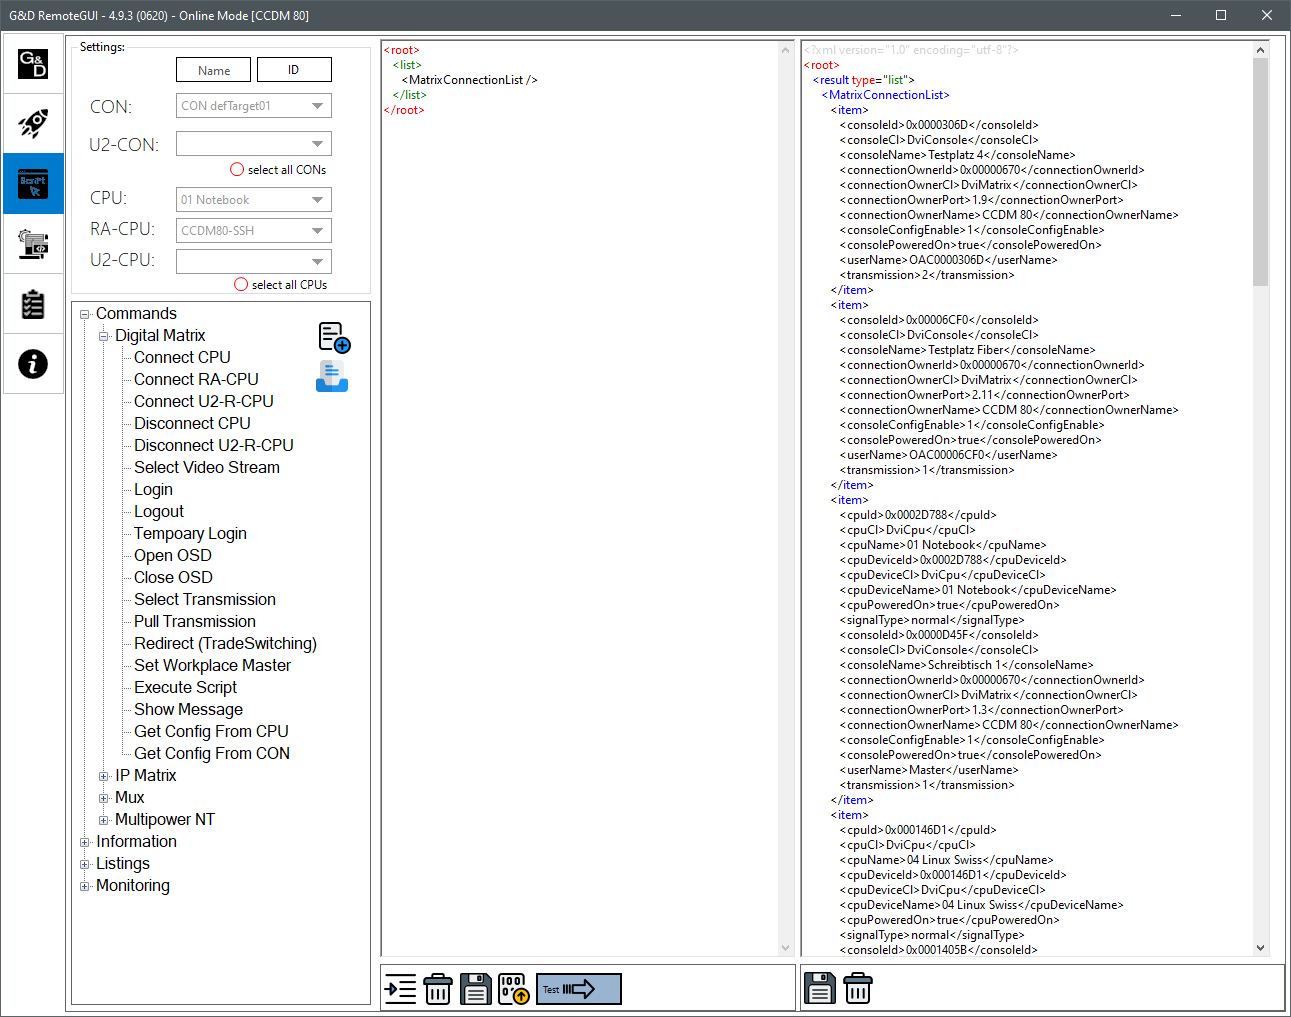 G&D RemoteGUI - 4.9.3 (0620) - Online Mode [CCDM 80]
G&D
Script
Settings:
Name
ID
CON:
CON defTarget01
U2-CON:
select all CONs
CPU:
01 Notebook
RA-CPU:
CCDM80-SSH
U2-CPU:
select all CPUs
Commands
Digital Matrix
Connect CPU
Connect RA-CPU
Connect U2-R-CPU
Disconnect CPU
Disconnect U2-R-CPU
Select Video Stream
Login
Logout
Tempoary Login
Open OSD
Close OSD
Select Transmission
Pull Transmission
Redirect (TradeSwitching)
Set Workplace Master
Execute Script
Show Message
Get Config From CPU
Get Config From CON
IP Matrix
Mux
Multipower NT
Information
Listings
Monitoring
<root>
<list>
<MatrixConnectionList />
</list>
</root>
Test
<?xml version="1.0" encoding="utf-8"?>
<root>
<result type="list">
<MatrixConnectionList>
<item>
<consoleId>0x0000306D</consoleId>
<consoleCl>DviConsole</consoleCl>
<consoleName>Testplatz 4</consoleName>
<connectionOwnerId>0x00000670</connectionOwnerId>
<connectionOwnerCl>DviMatrix</connectionOwnerCl>
<connectionOwnerPort>1.9</connectionOwnerPort>
<connectionOwnerName>CCDM 80</connectionOwnerName>
<consoleConfigEnable>1</consoleConfigEnable>
<consolePoweredOn>true</consolePoweredOn>
<userName>OAC0000306D</userName>
<transmission>2</transmission>
</item>
<item>
<consoleId>0x00006CF0</consoleId>
<consoleCl>DviConsole</consoleCl>
<consoleName>Testplatz Fiber</consoleName>
<connectionOwnerId>0x00000670</connectionOwnerId>
<connectionOwnerCl>DviMatrix</connectionOwnerCl>
<connectionOwnerPort>2.11</connectionOwnerPort>
<connectionOwnerName>CCDM 80</connectionOwnerName>
<consoleConfigEnable>1</consoleConfigEnable>
<consolePoweredOn>true</consolePoweredOn>
<userName>OAC00006CF0</userName>
<transmission>1</transmission>
</item>
<item>
<cpuId>0x0002D788</cpuId>
<cpuCl>DviCpu</cpuCl>
<cpuName>01 Notebook</cpuName>
<cpuDeviceId>0x0002D788</cpuDeviceId>
<cpuDeviceCl>DviCpu</cpuDeviceCl>
<cpuDeviceName>01 Notebook</cpuDeviceName>
<cpuPoweredOn>true</cpuPoweredOn>
<signalType>normal</signalType>
<consoleId>0x0000D45F</consoleId>
<consoleCl>DviConsole</consoleCl>
<consoleName>Schreibtisch 1</consoleName>
<connectionOwnerId>0x00000670</connectionOwnerId>
<connectionOwnerCl>DviMatrix</connectionOwnerCl>
<connectionOwnerPort>1.3</connectionOwnerPort>
<connectionOwnerName>CCDM 80</connectionOwnerName>
<consoleConfigEnable>1</consoleConfigEnable>
<consolePoweredOn>true</consolePoweredOn>
<userName>Master</userName>
<transmission>1</transmission>
</item>
<item>
<cpuId>0x000146D1</cpuId>
<cpuCl>DviCpu</cpuCl>
<cpuName>04 Linux Swiss</cpuName>
<cpuDeviceId>0x000146D1</cpuDeviceId>
<cpuDeviceCl>DviCpu</cpuDeviceCl>
<cpuDeviceName>04 Linux Swiss</cpuDeviceName>
<cpuPoweredOn>true</cpuPoweredOn>
<signalType>normal</signalType>
<consoleId>0x0001405B</consoleId>